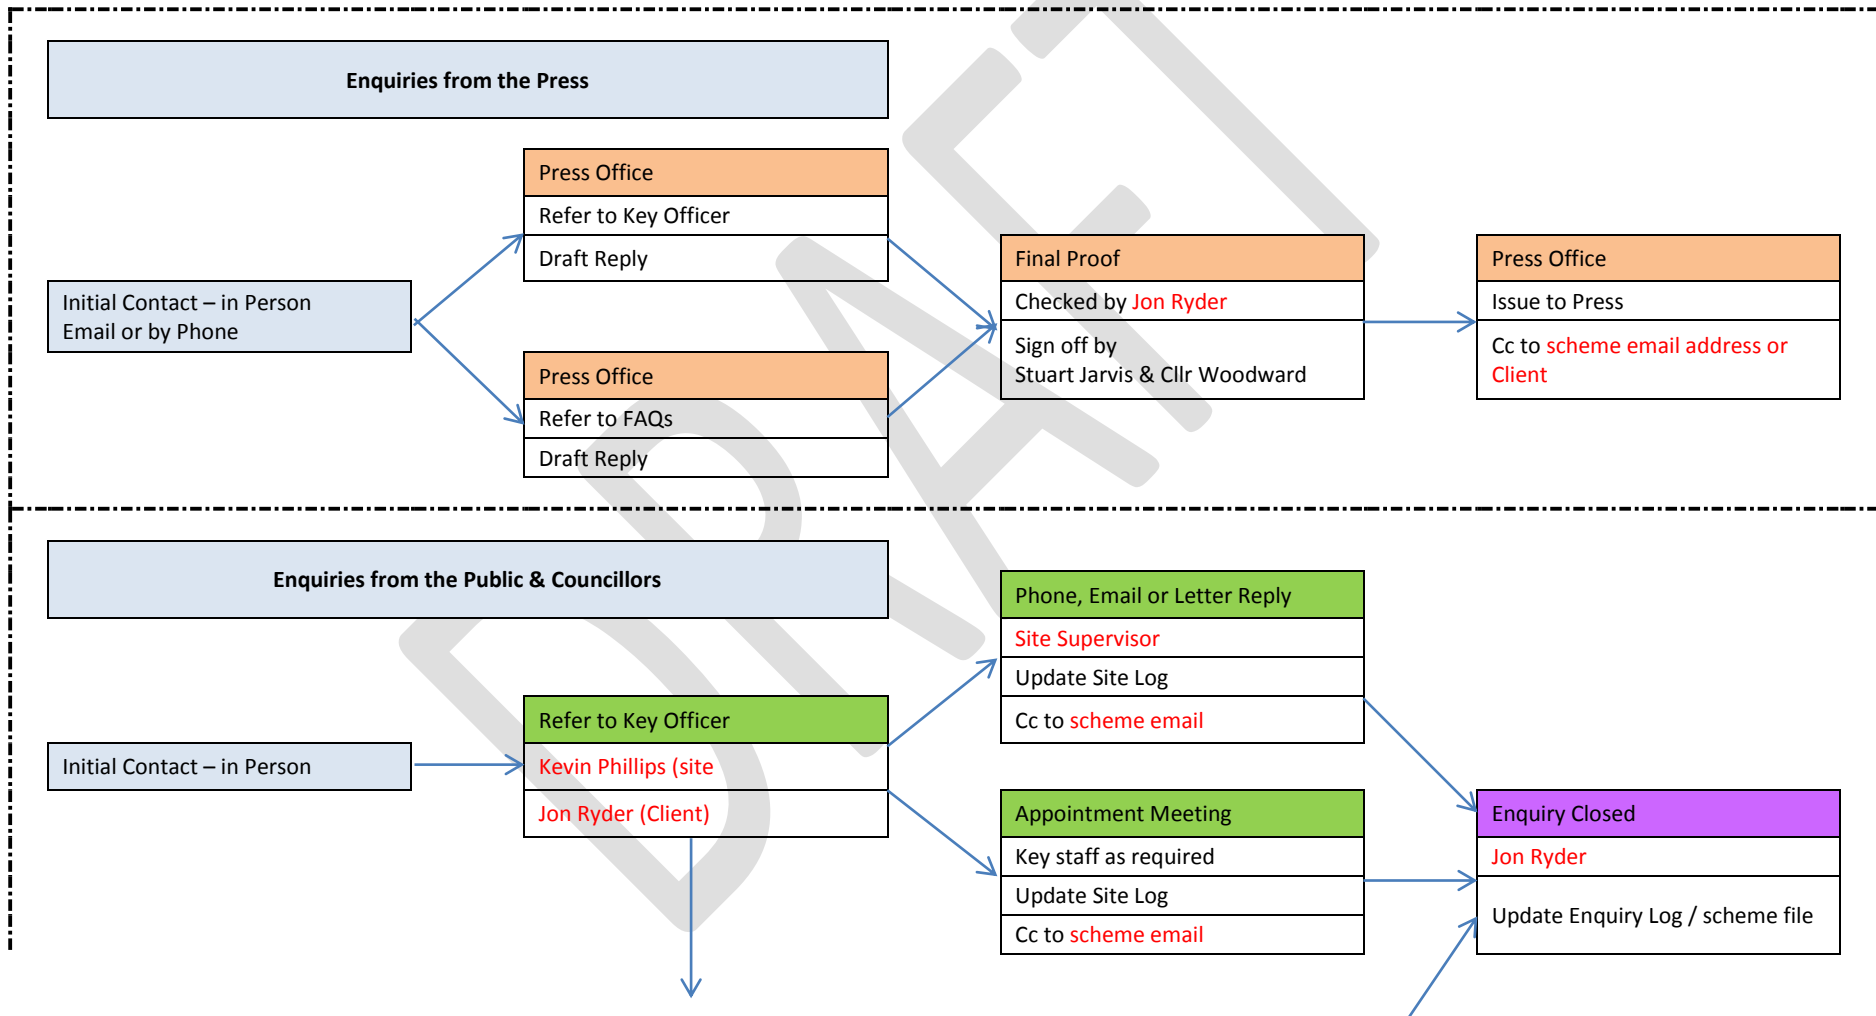 Enquiries from the Press
Press Office
Refer to Key Officer
Draft Reply
Initial Contact – in Person
Email or by Phone
Press Office
Refer to FAQs
Draft Reply
Final Proof
Checked by Jon Ryder
Sign off by
Stuart Jarvis & Cllr Woodward
Press Office
Issue to Press
Cc to scheme email address or
Client
Enquiries from the Public & Councillors
Initial Contact – in Person
Refer to Key Officer
Kevin Phillips (site
Jon Ryder (Client)
Phone, Email or Letter Reply
Site Supervisor
Update Site Log
Cc to scheme email
Appointment Meeting
Key staff as required
Update Site Log
Cc to scheme email
Enquiry Closed
Jon Ryder
Update Enquiry Log / scheme file
DRAFT